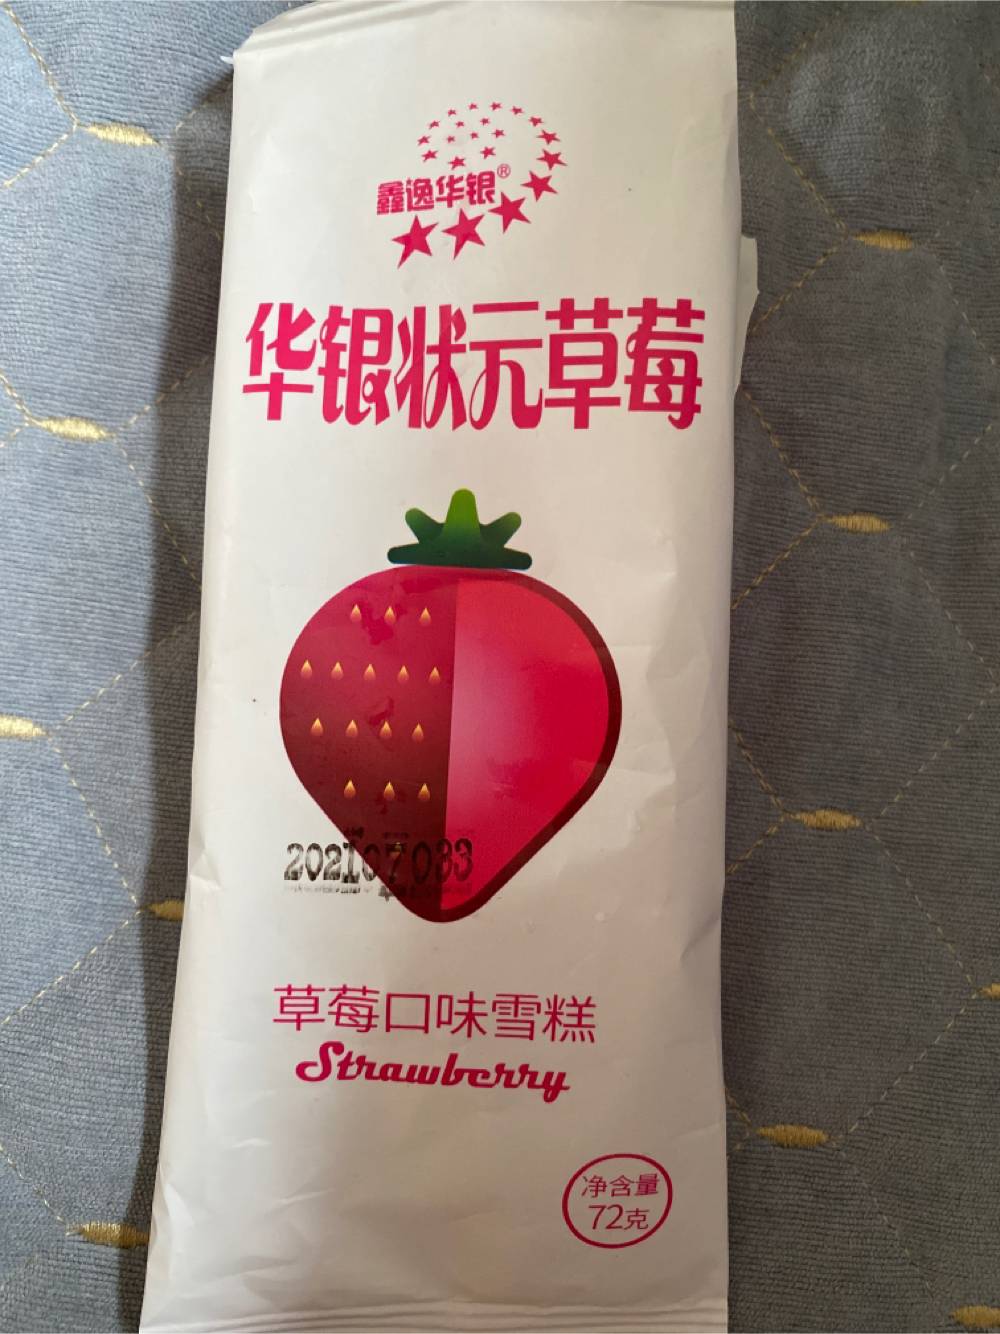 鑫逸华银®
华银状元草莓
草莓口味雪糕
Strawberry
净含量
72克